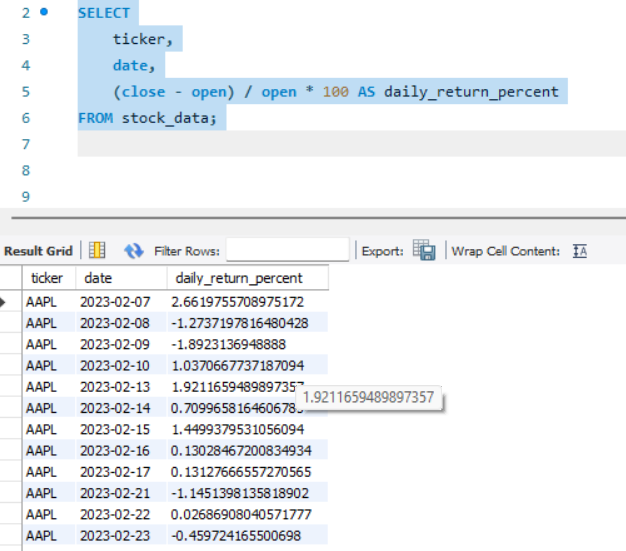 2 SELECT
3 ticker,
4 date,
5 (close - open) / open * 100 AS daily_return_percent
6 FROM stock_data;
7
8
9
Result Grid Filter Rows: Export: Wrap Cell Content: IA
ticker date daily_return_percent
AAPL 2023-02-07 2.6619755708975172
AAPL 2023-02-08 -1.2737197816480428
AAPL 2023-02-09 -1.8923136948888
AAPL 2023-02-10 1.0370667737187094
AAPL 2023-02-13 1.9211659489897357
1.9211659489897357
AAPL 2023-02-14 0.709965816460678
AAPL 2023-02-15 1.4499379531056094
AAPL 2023-02-16 0.13028467200834934
AAPL 2023-02-17 0.13127666557270565
AAPL 2023-02-21 -1.1451398135818902
AAPL 2023-02-22 0.02686908040571777
AAPL 2023-02-23 -0.459724165500698